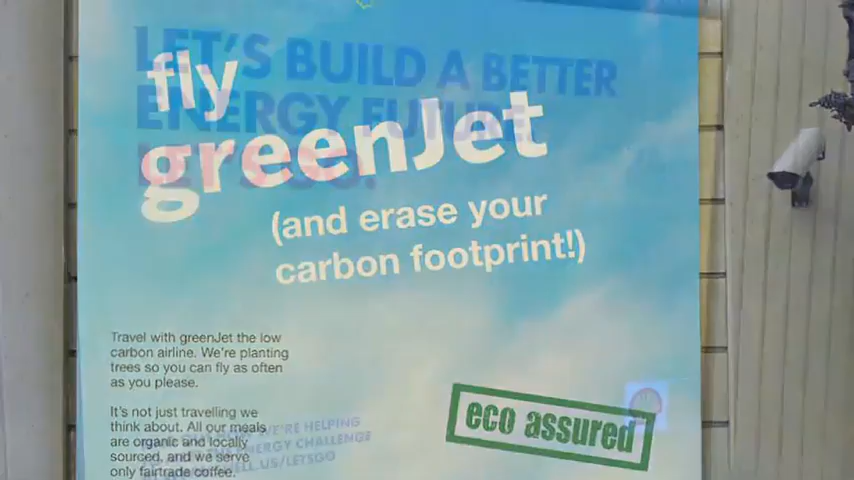 LET'S BUILD A BETTER
ENERGY FUTURE.
LET'S GO.
fly
greenJet
(and erase your
carbon footprint!)
Travel with greenJet the low
carbon airline. We're planting
trees so you can fly as often
as you please.
It's not just travelling we
think about. All our meals
are organic and locally
sourced, and we serve
only fairtrade coffee.
eco assured
WE'RE HELPING
ENERGY CHALLENGE
.US/LETSGO